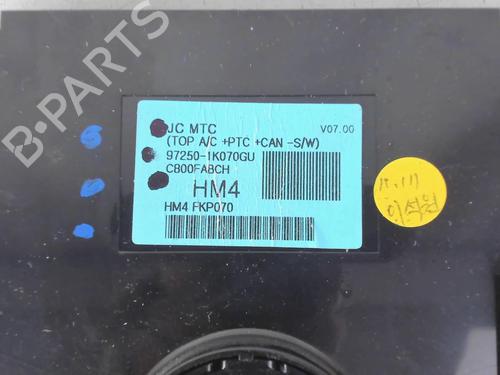 JC MTC V07.00
(TOP A/C +PTC +CAN -S/W)
97250-1K070GU
C800FABCH
HM4
HM4 FKP070
B-PARTS